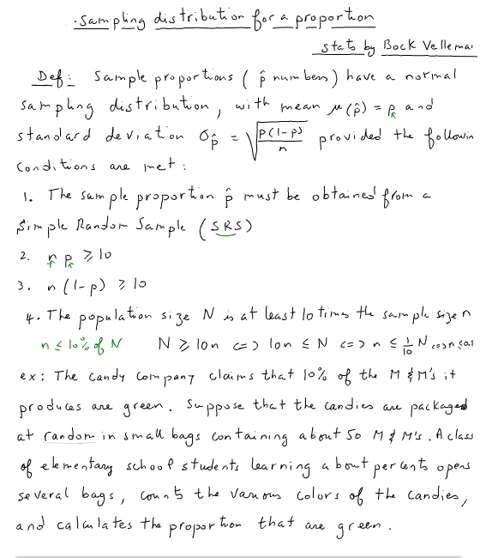 . Sampling distribution for a proportion
stats by Bock Vellema
Def: Sample proportions ( p̂ numbers) have a normal
sampling distribution, with mean μ(p̂) = p and
standard deviation σp̂ = √(p(1-p)/n) provided the followin
conditions are met:
1. The sample proportion p̂ must be obtained from a
Simple Random Sample (SRS)
2. n p ≥ 10
3. n (1-p) ≥ 10
4. The population size N is at least 10 times the sample size n
n ≤ 10% of N N ≥ 10n <=> 10n ≤ N <=> n ≤ 1/10 N <=> n ≤
ex: The candy company claims that 10% of the M & M's it
produces are green. Suppose that the candies are packaged
at random in small bags containing about 50 M & M's. A class
of elementary school students learning about percents opens
several bags, counts the various colors of the candies,
and calculates the proportion that are green.